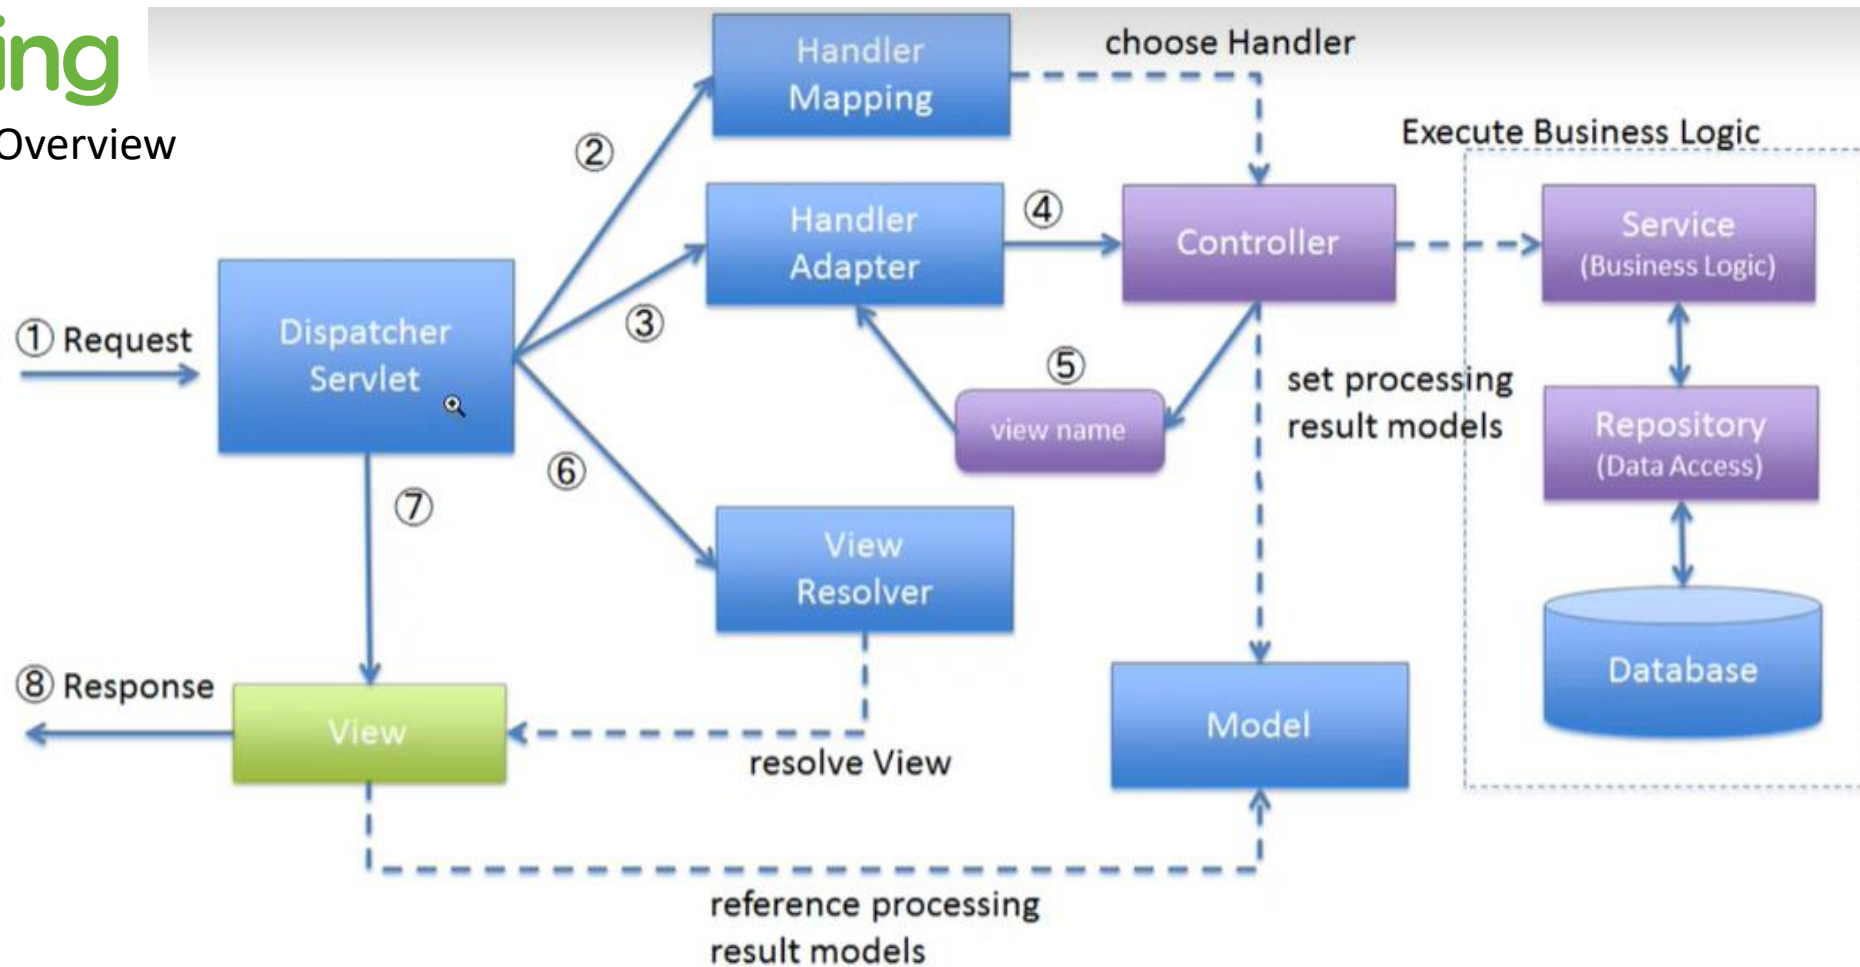 ing
Overview
Handler
Mapping
choose Handler
Execute Business Logic
②
Handler
Adapter
④
Controller
Service
(Business Logic)
① Request
Dispatcher
Servlet
③
⑤
view name
set processing
result models
Repository
(Data Access)
⑥
⑦
View
Resolver
Database
⑧ Response
View
resolve View
Model
reference processing
result models